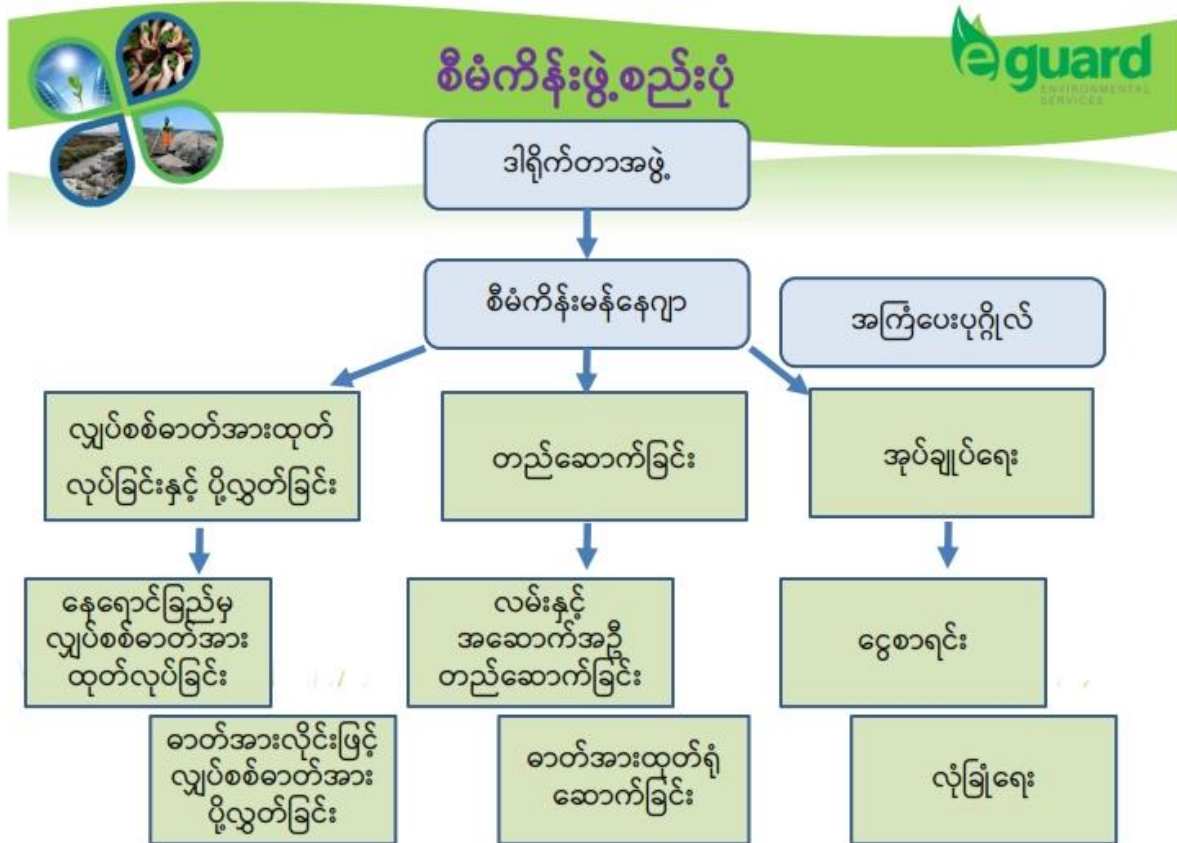 စီမံကိန်းဖွဲ့စည်းပုံ
eguard
ENVIRONMENTAL
SERVICES
ဒါရိုက်တာအဖွဲ့
စီမံကိန်းမန်နေဂျာ
အကြံပေးပုဂ္ဂိုလ်
လျှပ်စစ်ဓာတ်အားထုတ်
လုပ်ခြင်းနှင့် ပို့လွှတ်ခြင်း
တည်ဆောက်ခြင်း
အုပ်ချုပ်ရေး
နေရောင်ခြည်မှ
လျှပ်စစ်ဓာတ်အား
ထုတ်လုပ်ခြင်း
လမ်းနှင့်
အဆောက်အဦ
တည်ဆောက်ခြင်း
ငွေစာရင်း
ဓာတ်အားလိုင်းဖြင့်
လျှပ်စစ်ဓာတ်အား
ပို့လွှတ်ခြင်း
ဓာတ်အားထုတ်ရုံ
ဆောက်ခြင်း
လုံခြုံရေး